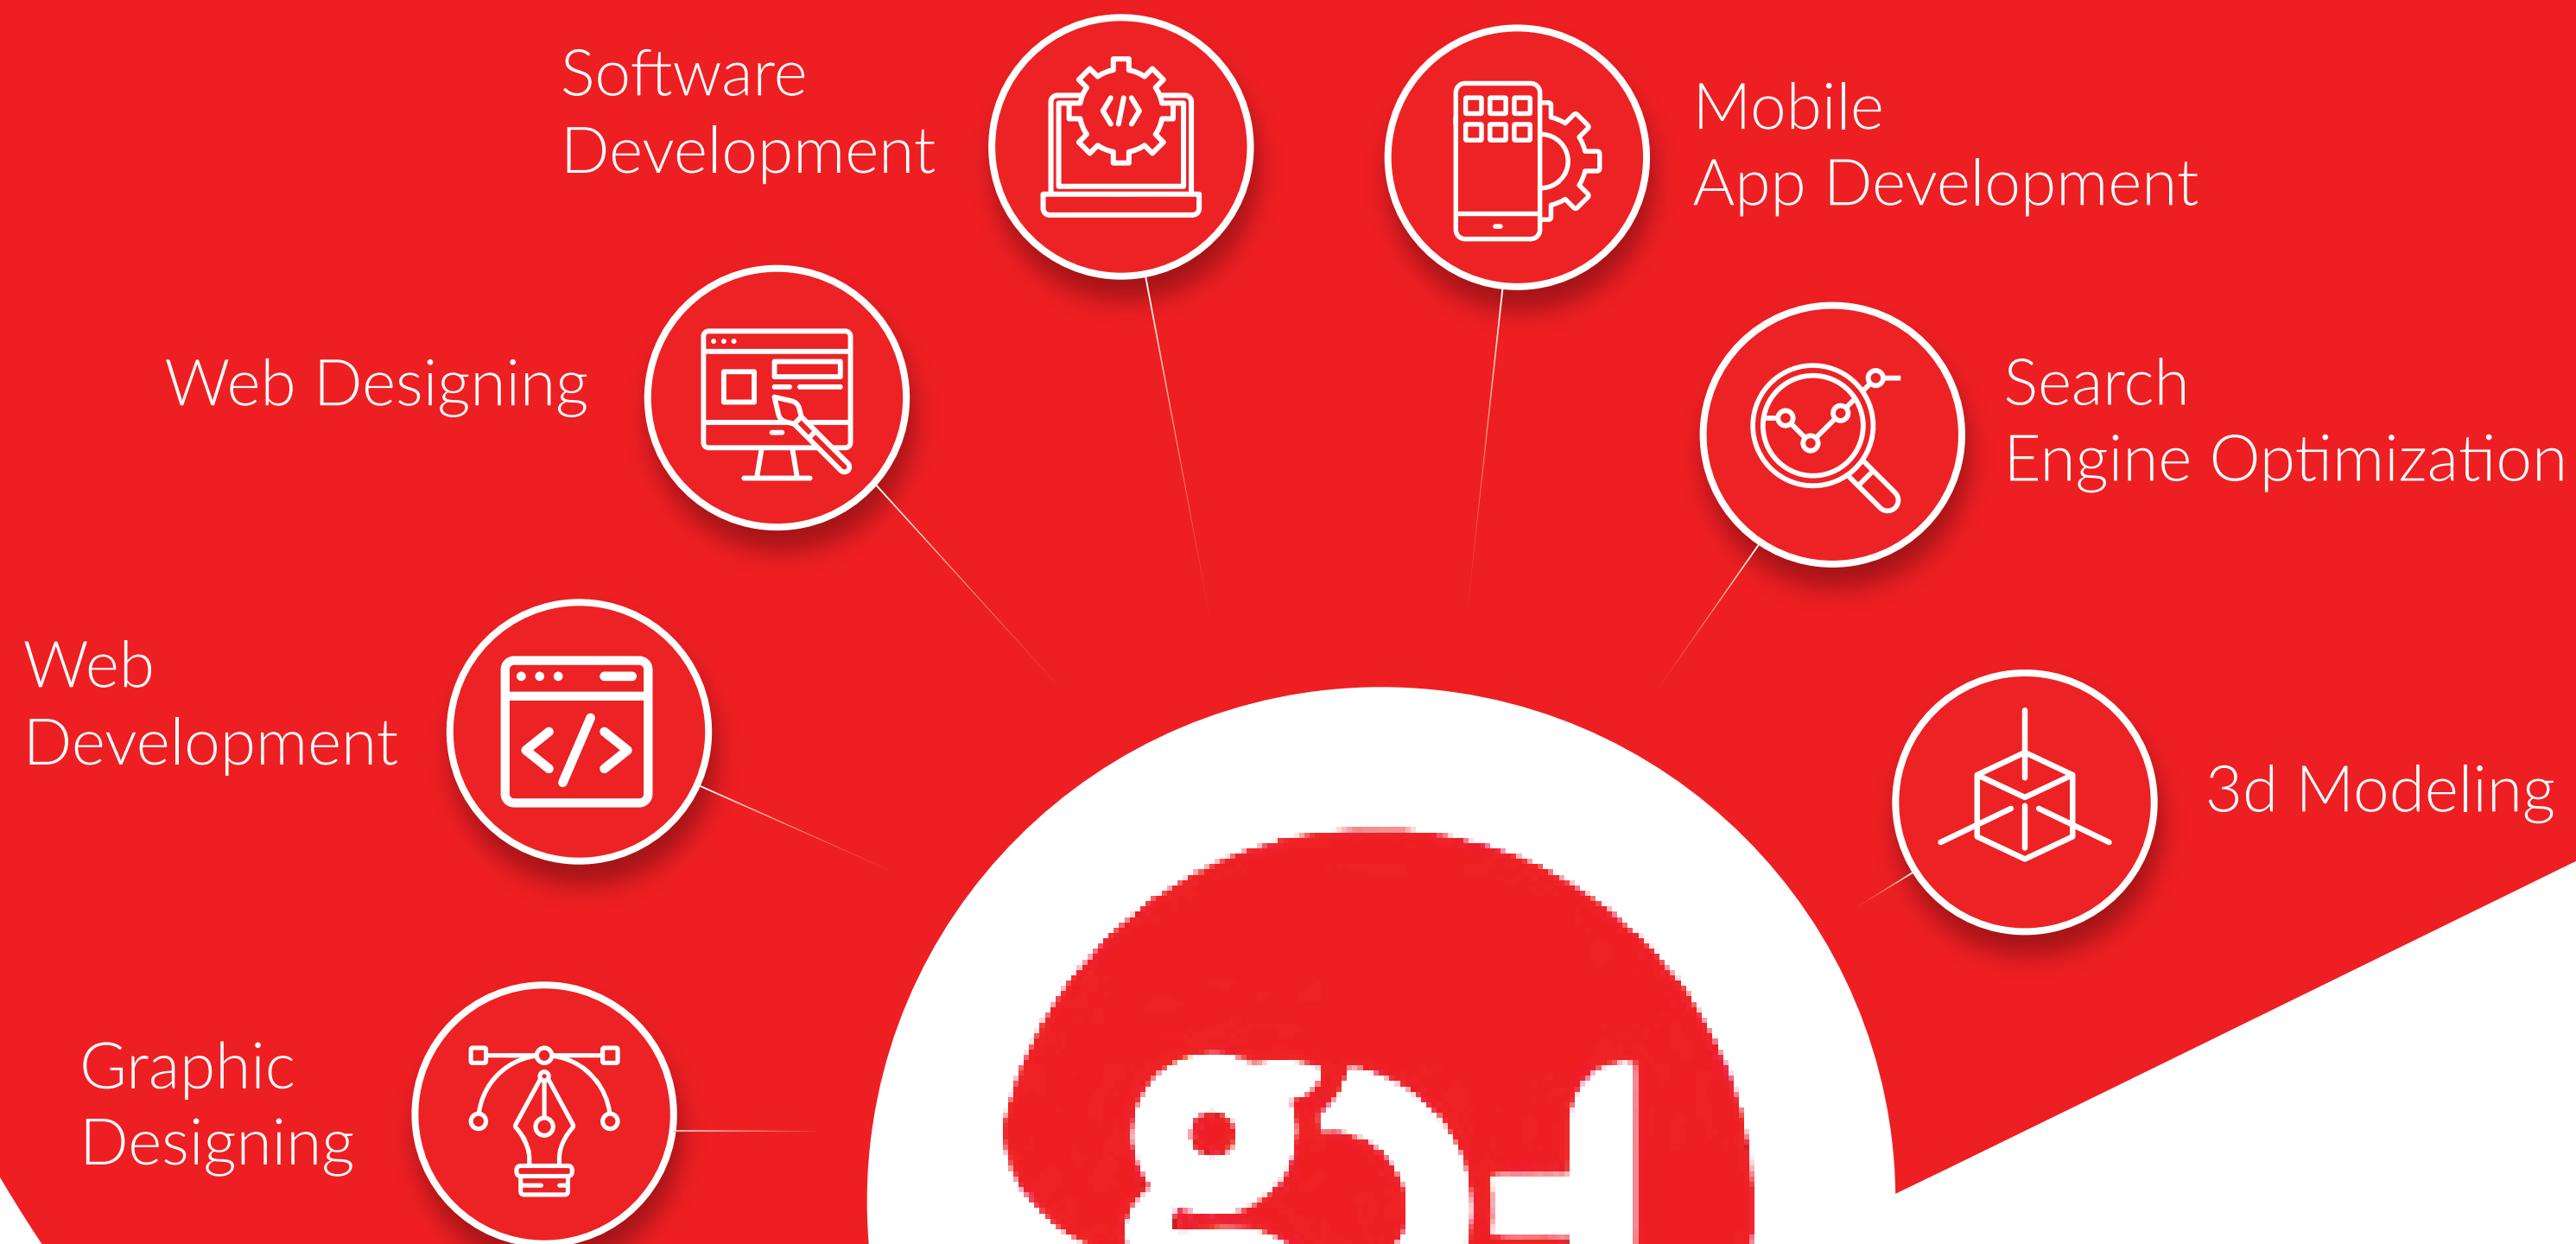 Software
Development
Mobile
App Development
Web Designing
Search
Engine Optimization
Web
Development
3d Modeling
Graphic
Designing